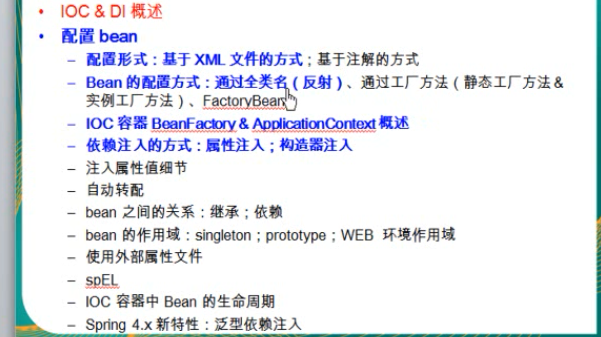 • IOC & DI 概述
• 配置 bean
– 配置形式：基于 XML 文件的方式；基于注解的方式
– Bean 的配置方式：通过全类名（反射）、通过工厂方法（静态工厂方法＆
实例工厂方法）、FactoryBean
– IOC 容器 BeanFactory & ApplicationContext 概述
– 依赖注入的方式：属性注入；构造器注入
– 注入属性值细节
– 自动转配
– bean 之间的关系：继承；依赖
– bean 的作用域：singleton；prototype；WEB 环境作用域
– 使用外部属性文件
– spEL
– IOC 容器中 Bean 的生命周期
– Spring 4.x 新特性：泛型依赖注入